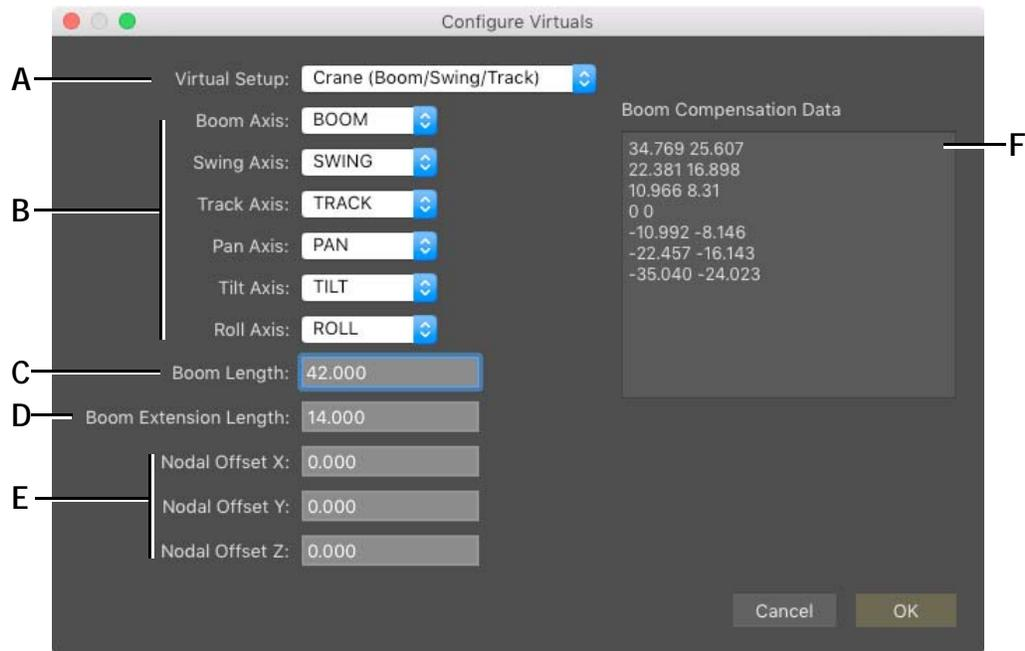 Configure Virtuals
A
Virtual Setup: Crane (Boom/Swing/Track)
B
Boom Axis: BOOM
Swing Axis: SWING
Track Axis: TRACK
Pan Axis: PAN
Tilt Axis: TILT
Roll Axis: ROLL
C
Boom Length: 42.000
D
Boom Extension Length: 14.000
E
Nodal Offset X: 0.000
Nodal Offset Y: 0.000
Nodal Offset Z: 0.000
Boom Compensation Data
F
34.769 25.607
22.381 16.898
10.966 8.31
0 0
-10.992 -8.146
-22.457 -16.143
-35.040 -24.023
Cancel
OK